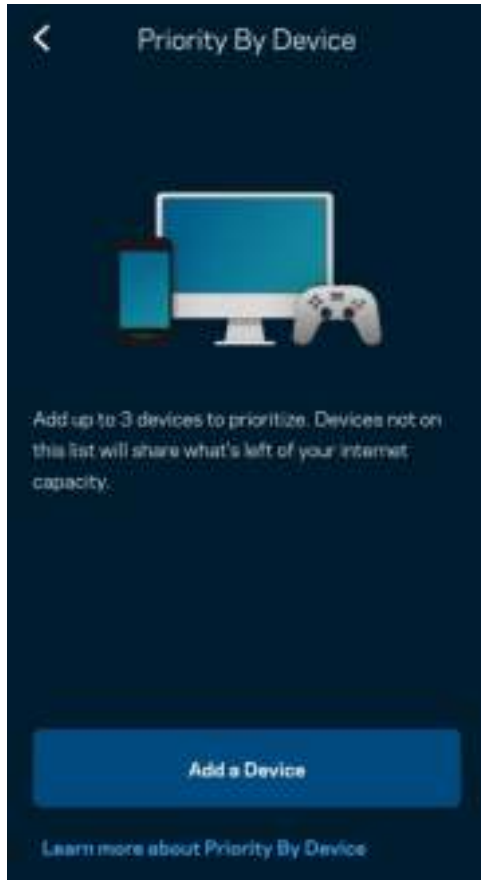 Priority By Device
Add up to 3 devices to prioritize. Devices not on
this list will share what's left of your internet
capacity.
Add a Device
Learn more about Priority By Device